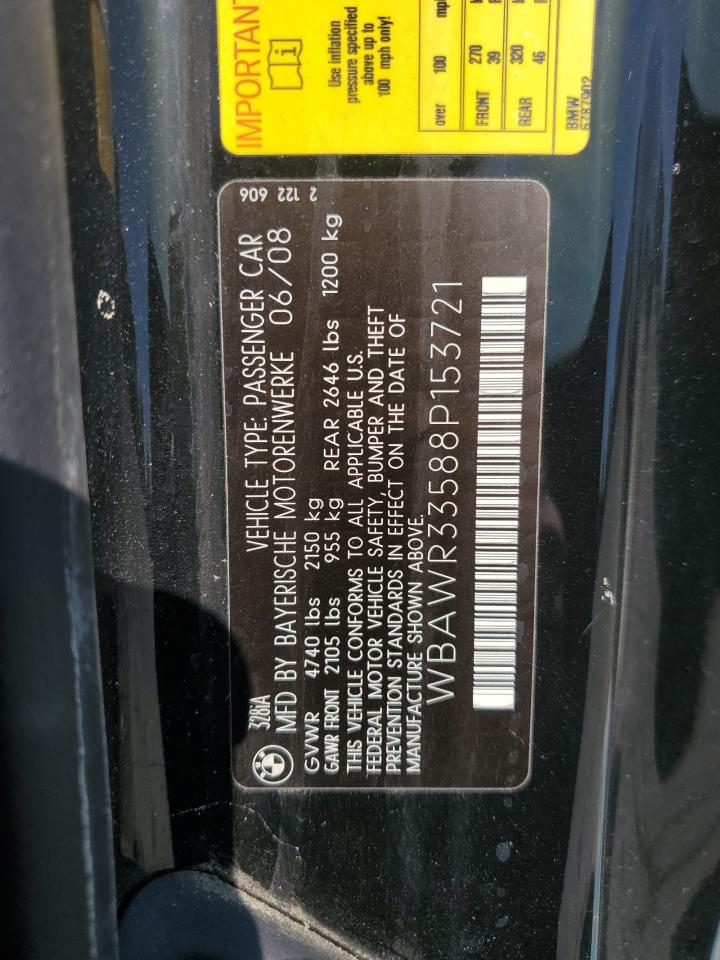 328iA VEHICLE TYPE: PASSENGER CAR 2 122 606
MFD BY BAYERISCHE MOTORENWERKE 06/08
GVWR 4740 lbs 2150 kg
GAWR FRONT 2105 lbs 955 kg REAR 2646 lbs 1200 kg
THIS VEHICLE CONFORMS TO ALL APPLICABLE U.S.
FEDERAL MOTOR VEHICLE SAFETY, BUMPER AND THEFT
PREVENTION STANDARDS IN EFFECT ON THE DATE OF
MANUFACTURE SHOWN ABOVE.
WBAWR33588P153721
IMPORTANT
Use inflation
pressure specified
above up to
100 mph only!
over 100 mph
FRONT 270
39
REAR 320
46
BMW
6787902